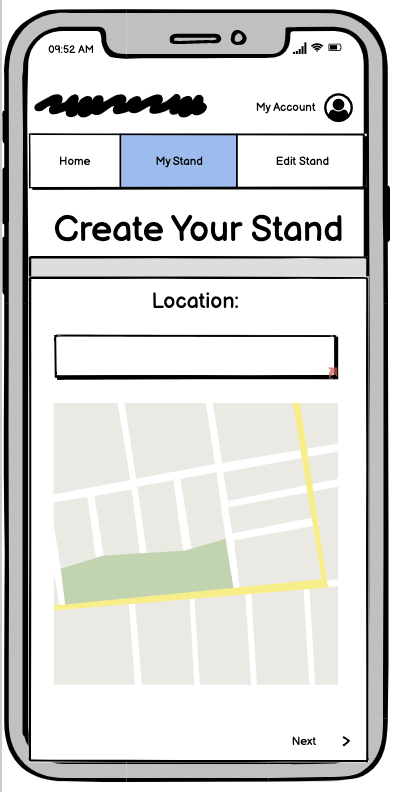 09:52 AM
My Account
Home My Stand Edit Stand
Create Your Stand
Location:
Next >